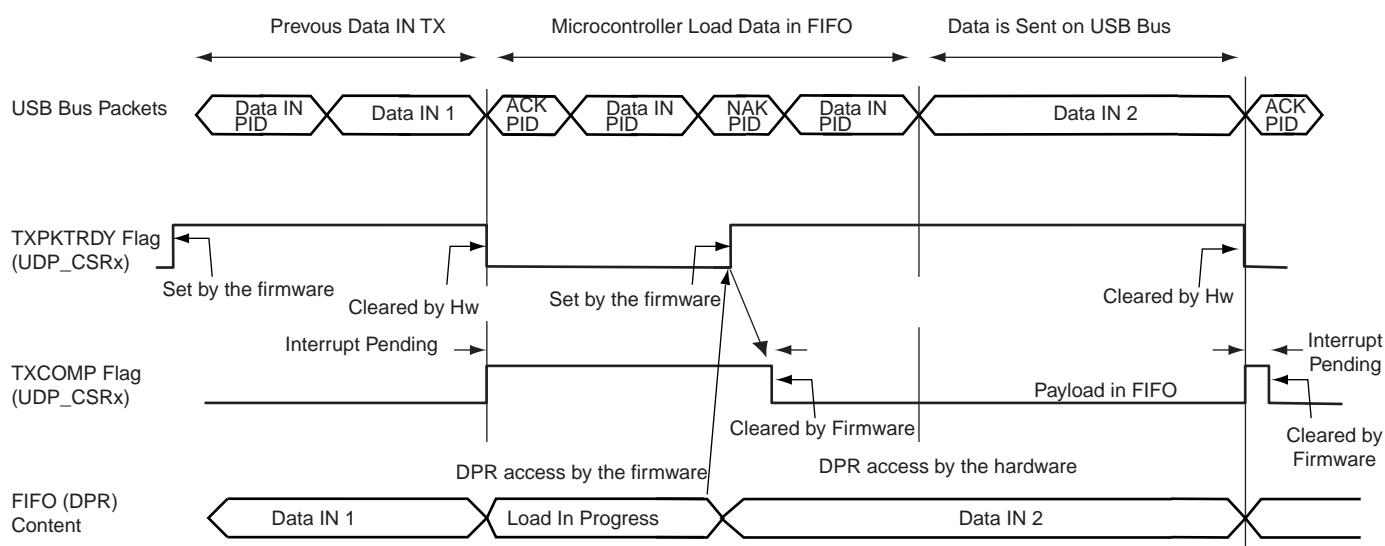 Prevous Data IN TX
Microcontroller Load Data in FIFO
Data is Sent on USB Bus
USB Bus Packets
Data IN
PID
Data IN 1
ACK
PID
Data IN
PID
NAK
PID
Data IN
PID
Data IN 2
ACK
PID
TXPKTRDY Flag
(UDP_CSRx)
Set by the firmware
Cleared by Hw
Set by the firmware
Cleared by Hw
Interrupt Pending
Interrupt
Pending
TXCOMP Flag
(UDP_CSRx)
Payload in FIFO
Cleared by Firmware
Cleared by
Firmware
DPR access by the firmware
DPR access by the hardware
FIFO (DPR)
Content
Data IN 1
Load In Progress
Data IN 2